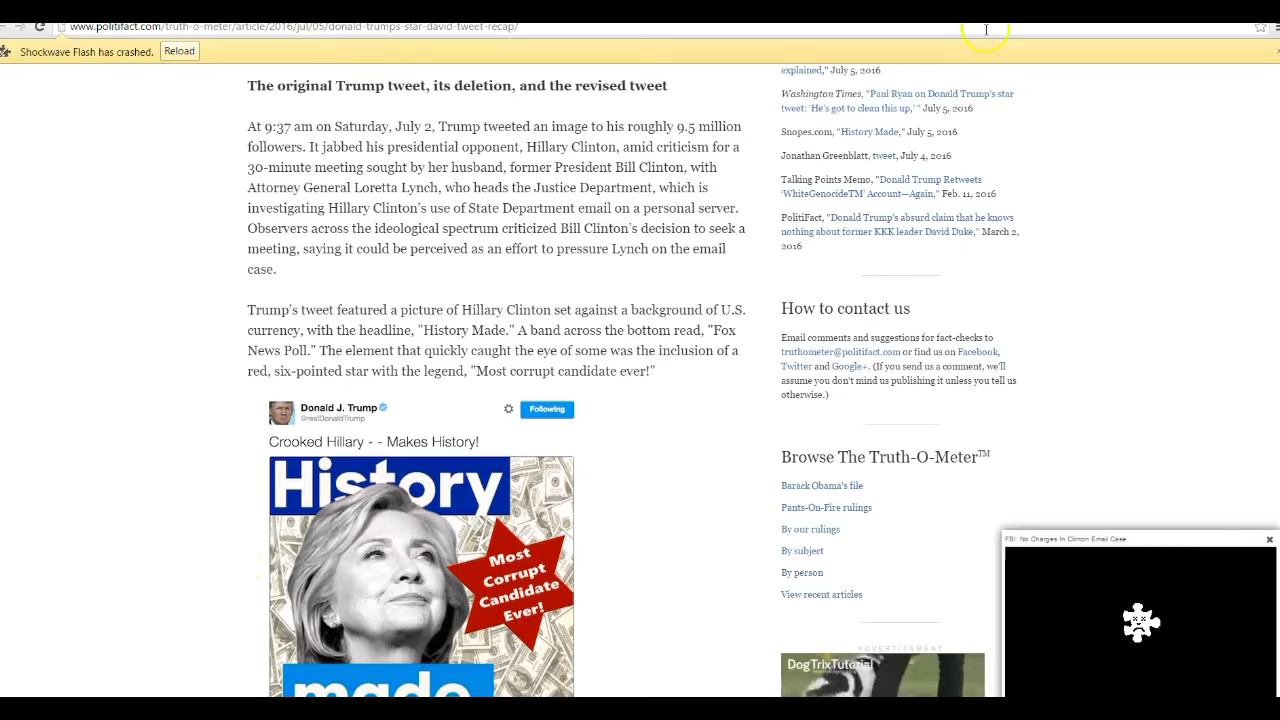 www.politifact.com/truth-o-meter/article/2016/jul/05/donald-trumps-star-david-tweet-recap/
Shockwave Flash has crashed. Reload
The original Trump tweet, its deletion, and the revised tweet
At 9:37 am on Saturday, July 2, Trump tweeted an image to his roughly 9.5 million
followers. It jabbed his presidential opponent, Hillary Clinton, amid criticism for a
30-minute meeting sought by her husband, former President Bill Clinton, with
Attorney General Loretta Lynch, who heads the Justice Department, which is
investigating Hillary Clinton's use of State Department email on a personal server.
Observers across the ideological spectrum criticized Bill Clinton's decision to seek a
meeting, saying it could be perceived as an effort to pressure Lynch on the email
case.
Trump's tweet featured a picture of Hillary Clinton set against a background of U.S.
currency, with the headline, "History Made." A band across the bottom read, "Fox
News Poll." The element that quickly caught the eye of some was the inclusion of a
red, six-pointed star with the legend, "Most corrupt candidate ever!"
Donald J. Trump
@realDonaldTrump
Following
Crooked Hillary - - Makes History!
History
Most
Corrupt
Candidate
Ever!
made
explained," July 5, 2016
Washington Times, "Paul Ryan on Donald Trump's star
tweet: 'He's got to clean this up,' " July 5, 2016
Snopes.com, "History Made," July 5, 2016
Jonathan Greenblatt, tweet, July 4, 2016
Talking Points Memo, "Donald Trump Retweets
'WhiteGenocideTM' Account—Again," Feb. 11, 2016
PolitiFact, "Donald Trump's absurd claim that he knows
nothing about former KKK leader David Duke," March 2,
2016
How to contact us
Email comments and suggestions for fact-checks to
truthometer@politifact.com or find us on Facebook,
Twitter and Google+. (If you send us a comment, we'll
assume you don't mind us publishing it unless you tell us
otherwise.)
Browse The Truth-O-Meter™
Barack Obama's file
Pants-On-Fire rulings
By our rulings
By subject
By person
View recent articles
ADVERTISEMENT
DogTrixTutorial
FBI: No Charges In Clinton Email Case